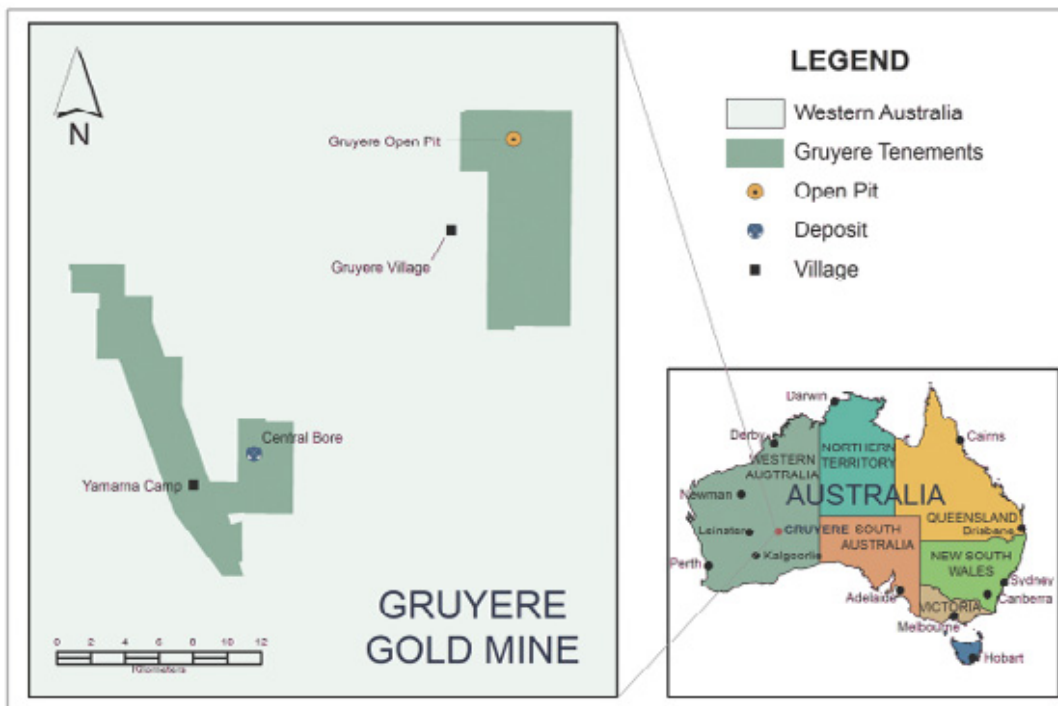 N
Gruyere Open Pit
Gruyere Village
Central Bore
Yamarna Camp
GRUYERE
GOLD MINE
0 2 4 6 8 10 12
Kilometers
LEGEND
Western Australia
Gruyere Tenements
Open Pit
Deposit
Village
Darwin
Derby
Cairns
NORTHERN
TERRITORY
WESTERN
AUSTRALIA
Newman
AUSTRALIA
QUEENSLAND
Brisbane
Leinster
GRUYERE
SOUTH
AUSTRALIA
Kalgoorlie
NEW SOUTH
WALES
Perth
Sydney
Canberra
Adelaide
VICTORIA
Melbourne
Hobart